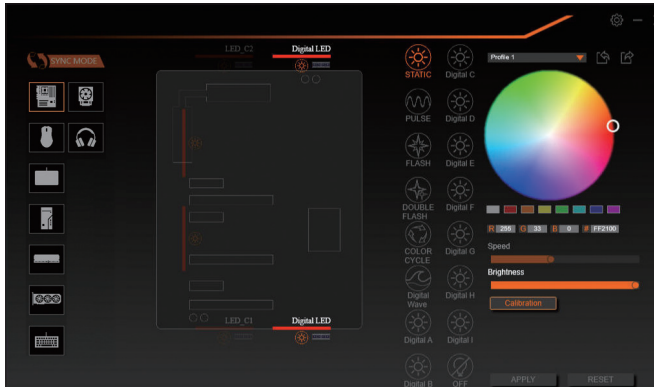 SYNC MODE
LED_C2
Digital LED
LED_C1
Digital LED
STATIC
Digital C
PULSE
Digital D
FLASH
Digital E
DOUBLE
FLASH
Digital F
COLOR
CYCLE
Digital G
Digital
Wave
Digital H
Digital A
Digital I
Digital B
OFF
Profile 1
R 255 G 33 B 0 # FF2100
Speed
Brightness
Calibration
APPLY
RESET